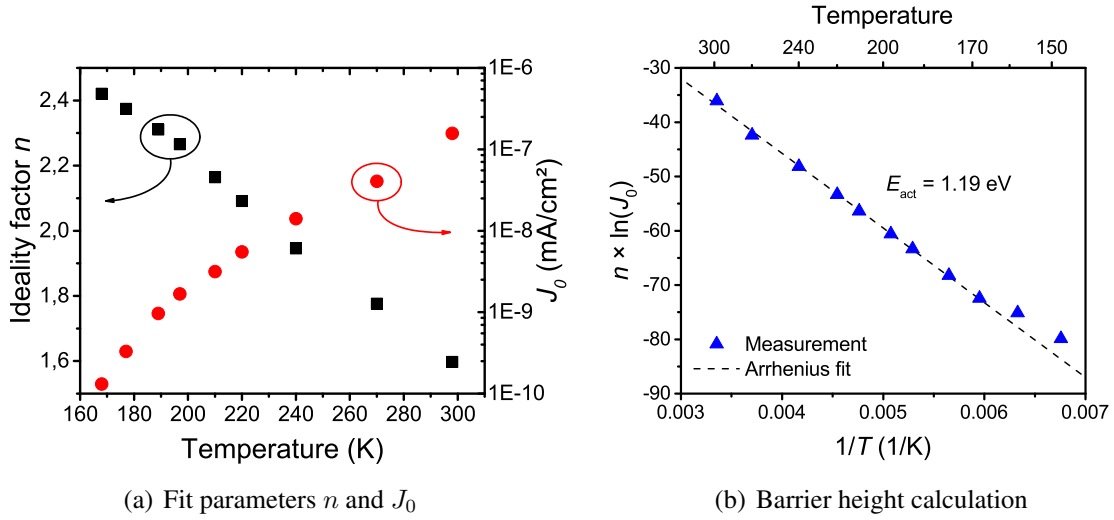 1E-6
2,4
2,2
2,0
1,8
1,6
Ideality factor n
1E-7
1E-8
1E-9
1E-10
J₀ (mA/cm²)
160 180 200 220 240 260 280 300
Temperature (K)
(a) Fit parameters n and J₀
Temperature
300 240 200 170 150
-30
-40
-50
-60
-70
-80
-90
n × ln(J₀)
E_act = 1.19 eV
Measurement
Arrhenius fit
0.003 0.004 0.005 0.006 0.007
1/T (1/K)
(b) Barrier height calculation